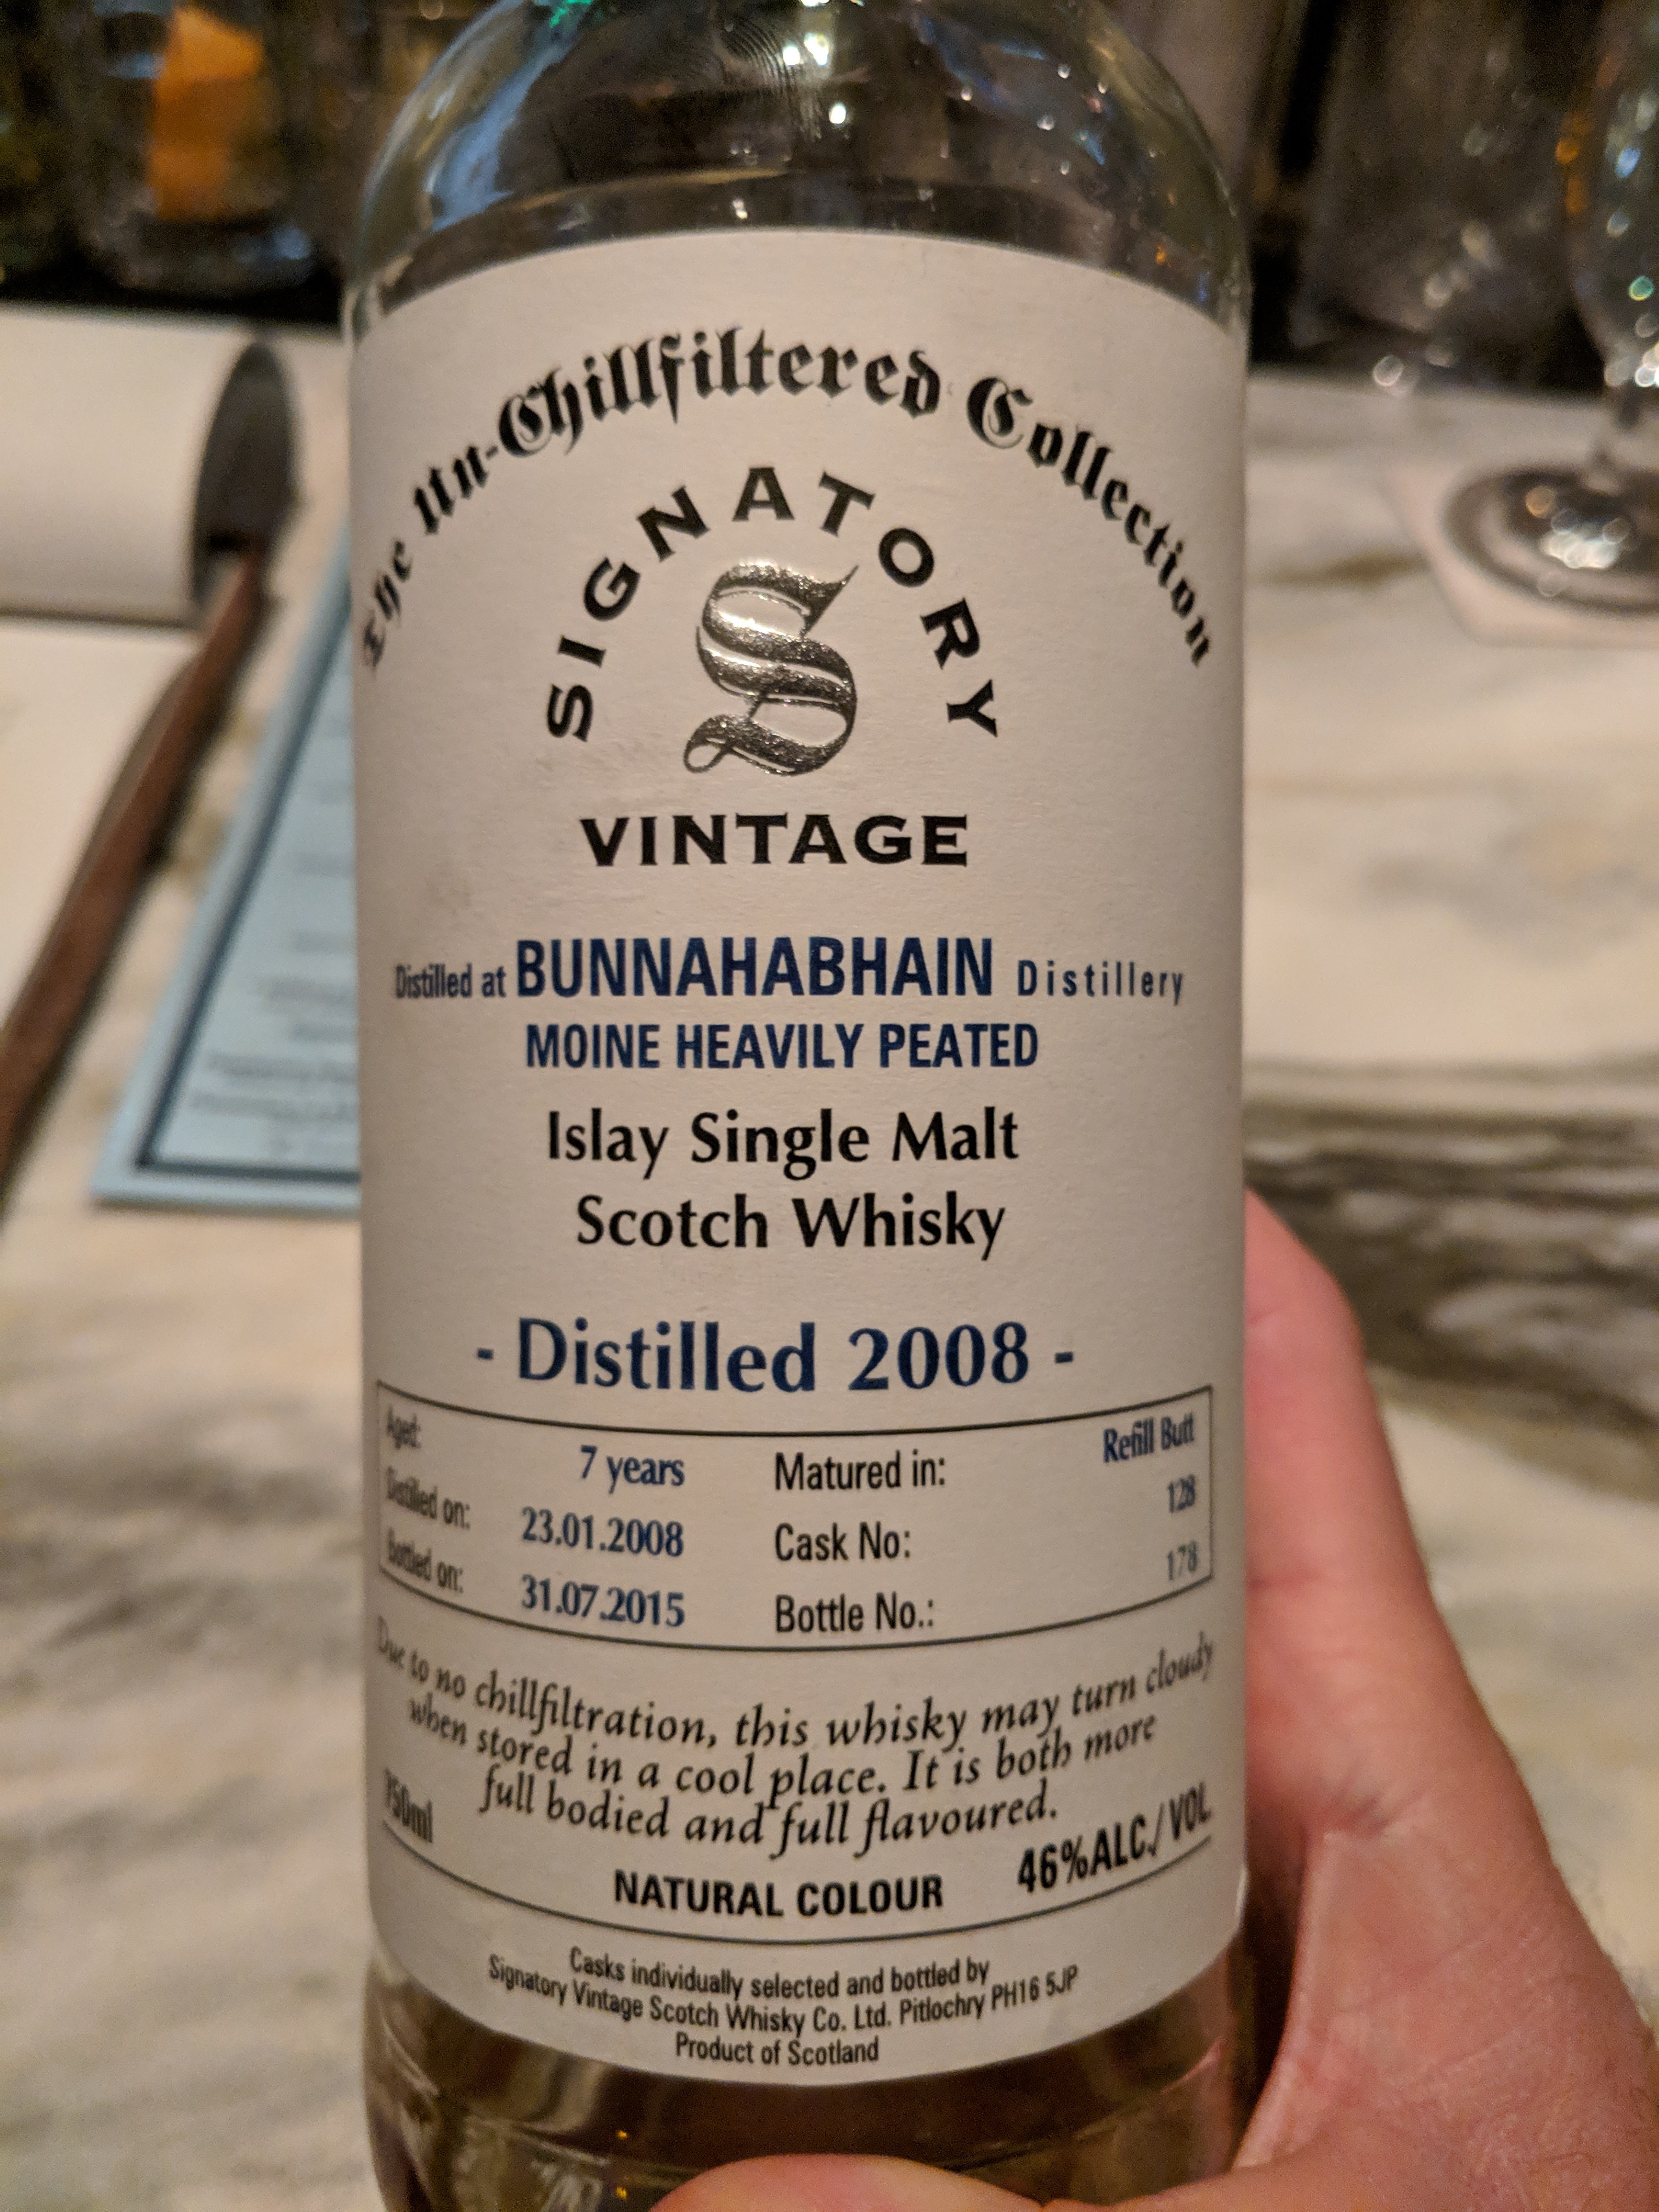 The Un-Chillfiltered Collection
SIGNATORY
S
VINTAGE
Distilled at BUNNAHABHAIN Distillery
MOINE HEAVILY PEATED
Islay Single Malt
Scotch Whisky
- Distilled 2008 -
Aged: 7 years Matured in: Refill Butt
Distilled on: 23.01.2008 Cask No: 128
Bottled on: 31.07.2015 Bottle No.: 178
Due to no chillfiltration, this whisky may turn cloudy
when stored in a cool place. It is both more
full bodied and full flavoured.
750ml NATURAL COLOUR 46%ALC./VOL
Casks individually selected and bottled by
Signatory Vintage Scotch Whisky Co. Ltd. Pitlochry PH16 5JP
Product of Scotland